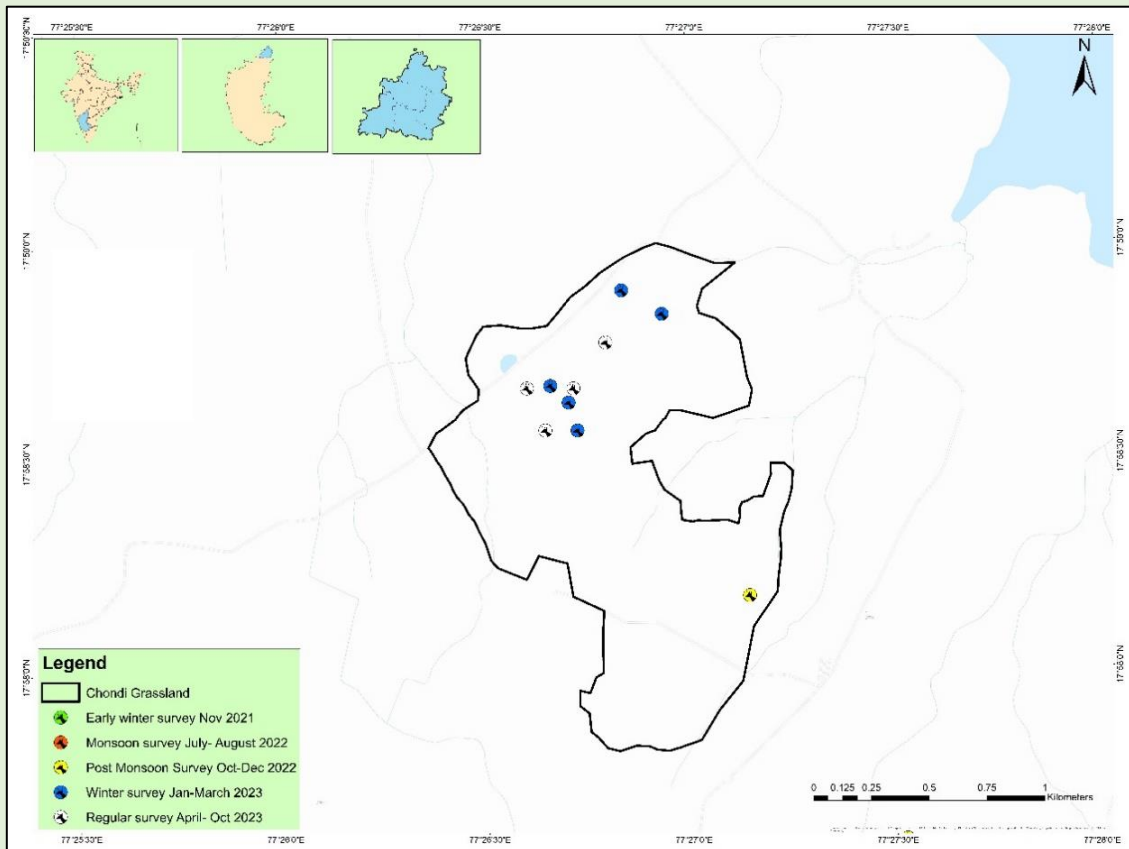 77°25'30"E 77°26'0"E 77°26'30"E 77°27'0"E 77°27'30"E 77°28'0"E
N
17°59'0"N 17°59'0"N
17°58'30"N 17°58'30"N
17°58'0"N 17°58'0"N
Legend
Chondi Grassland
Early winter survey Nov 2021
Monsoon survey July- August 2022
Post Monsoon Survey Oct-Dec 2022
Winter survey Jan-March 2023
Regular survey April- Oct 2023
0 0.125 0.25 0.5 0.75 1
Kilometers
77°25'30"E 77°26'0"E 77°26'30"E 77°27'0"E 77°27'30"E 77°28'0"E